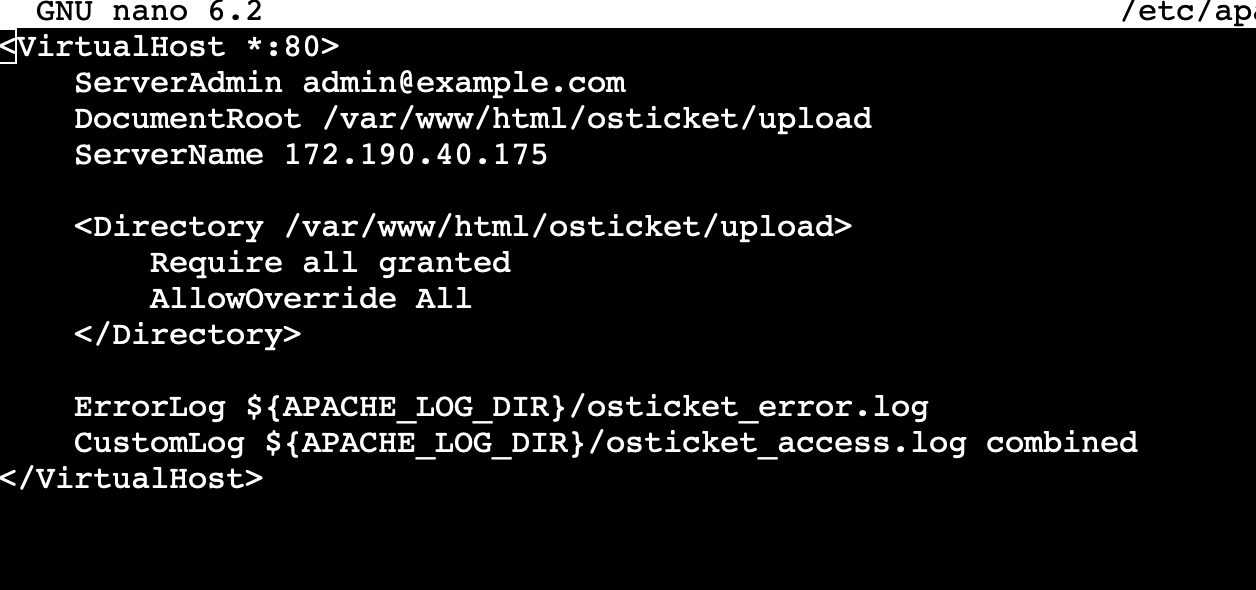 GNU nano 6.2 /etc/apa
<VirtualHost *:80>
ServerAdmin admin@example.com
DocumentRoot /var/www/html/osticket/upload
ServerName 172.190.40.175
<Directory /var/www/html/osticket/upload>
Require all granted
AllowOverride All
</Directory>
ErrorLog ${APACHE_LOG_DIR}/osticket_error.log
CustomLog ${APACHE_LOG_DIR}/osticket_access.log combined
</VirtualHost>